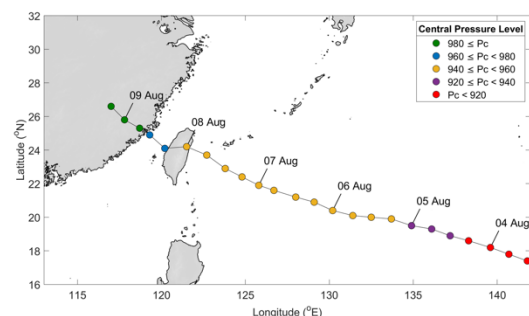 Central Pressure Level
980 ≤ Pc
960 ≤ Pc < 980
940 ≤ Pc < 960
920 ≤ Pc < 940
Pc < 920
32
30
28
26
24
22
20
18
16
Latitude (°N)
09 Aug
08 Aug
07 Aug
06 Aug
05 Aug
04 Aug
115
120
125
130
135
140
Longitude (°E)